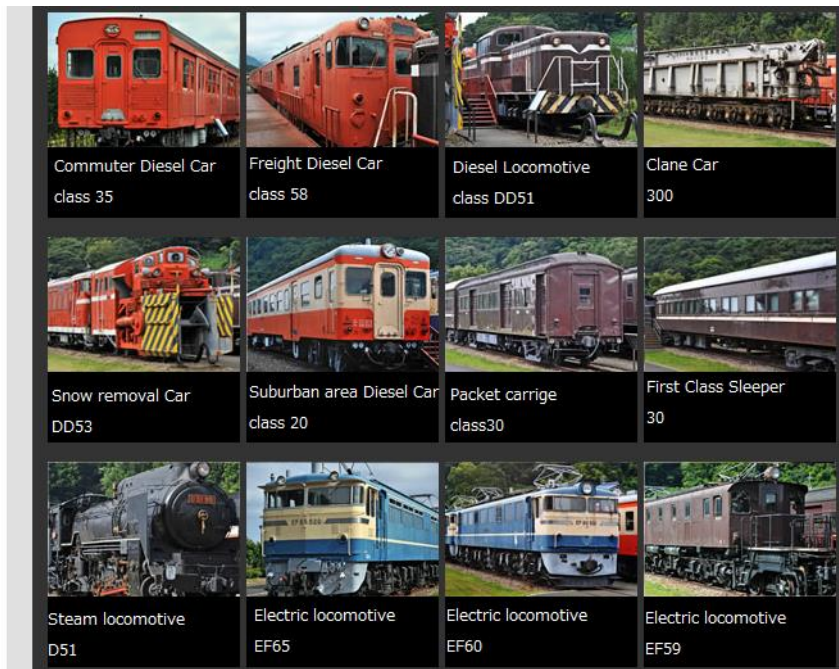 Commuter Diesel Car
class 35
Freight Diesel Car
class 58
Diesel Locomotive
class DD51
Clane Car
300
Snow removal Car
DD53
Suburban area Diesel Car
class 20
Packet carrige
class30
First Class Sleeper
30
Steam locomotive
D51
Electric locomotive
EF65
Electric locomotive
EF60
Electric locomotive
EF59